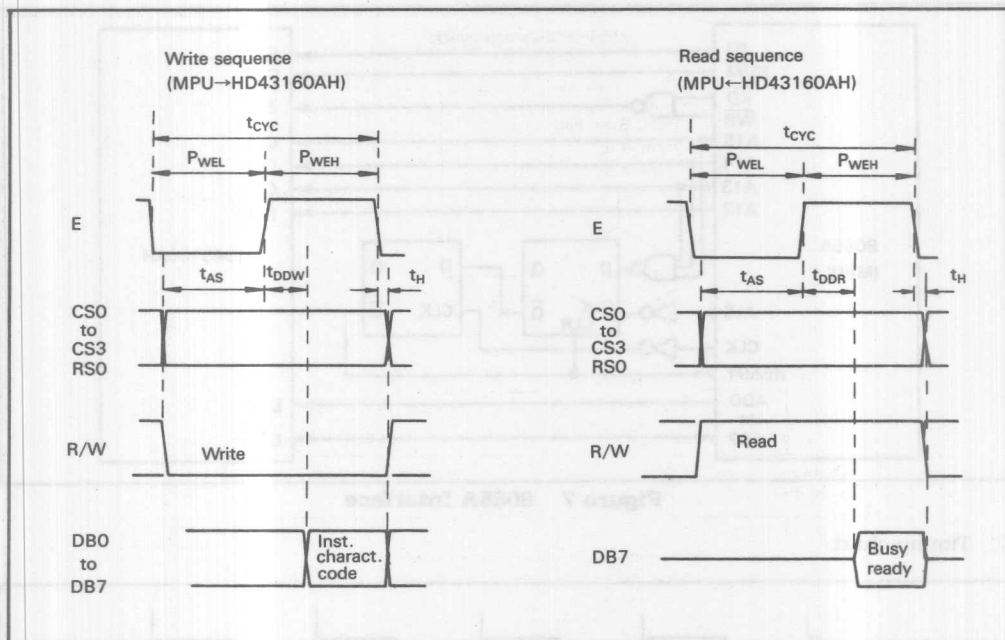 Write sequence
(MPU→HD43160AH)
tCYC
PWEL PWEH
E
tAS tDDW tH
CS0
to
CS3
RS0
R/W Write
DB0
to
DB7
Inst.
charact.
code
Read sequence
(MPU←HD43160AH)
tCYC
PWEL PWEH
E
tAS tDDR tH
CS0
to
CS3
RS0
R/W Read
DB7
Busy
ready
Figure 7 8085A Interface